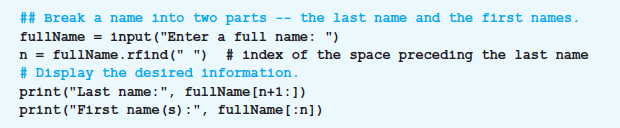 ## Break a name into two parts -- the last name and the first names.
fullName = input("Enter a full name: ")
n = fullName.rfind(" ")  # index of the space preceding the last name
# Display the desired information.
print("Last name:", fullName[n+1:])
print("First name(s):", fullName[:n])